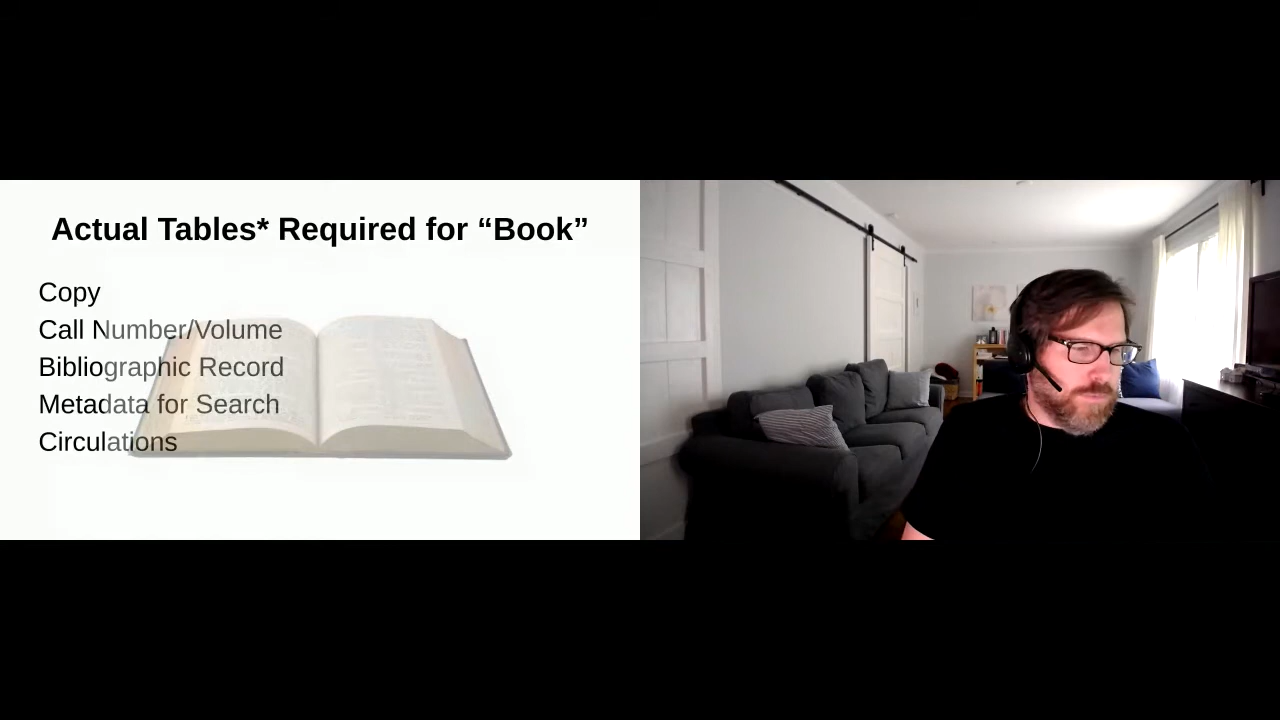 Actual Tables* Required for “Book”
Copy
Call Number/Volume
Bibliographic Record
Metadata for Search
Circulations